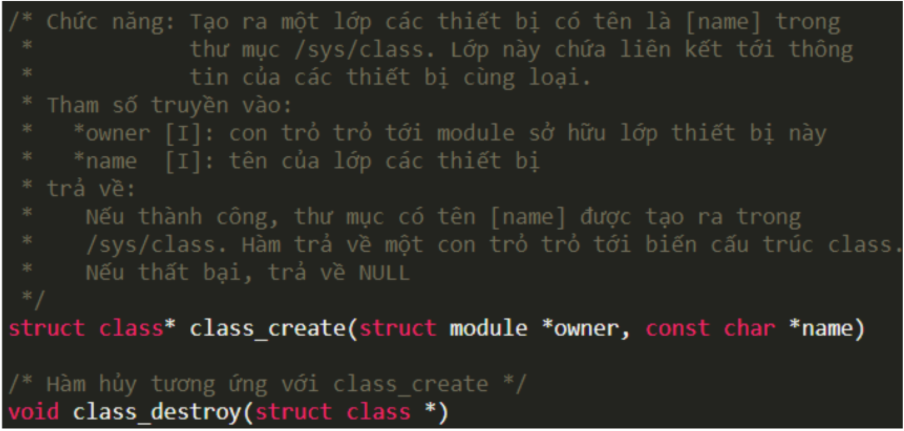 /* Chức năng: Tạo ra một lớp các thiết bị có tên là [name] trong
 *            thư mục /sys/class. Lớp này chứa liên kết tới thông
 *            tin của các thiết bị cùng loại.
 * Tham số truyền vào:
 *   *owner [I]: con trỏ trỏ tới module sở hữu lớp thiết bị này
 *   *name  [I]: tên của lớp các thiết bị
 * trả về:
 *    Nếu thành công, thư mục có tên [name] được tạo ra trong
 *    /sys/class. Hàm trả về một con trỏ trỏ tới biến cấu trúc class.
 *    Nếu thất bại, trả về NULL
 */
struct class* class_create(struct module *owner, const char *name)
/* Hàm hủy tương ứng với class_create */
void class_destroy(struct class *)